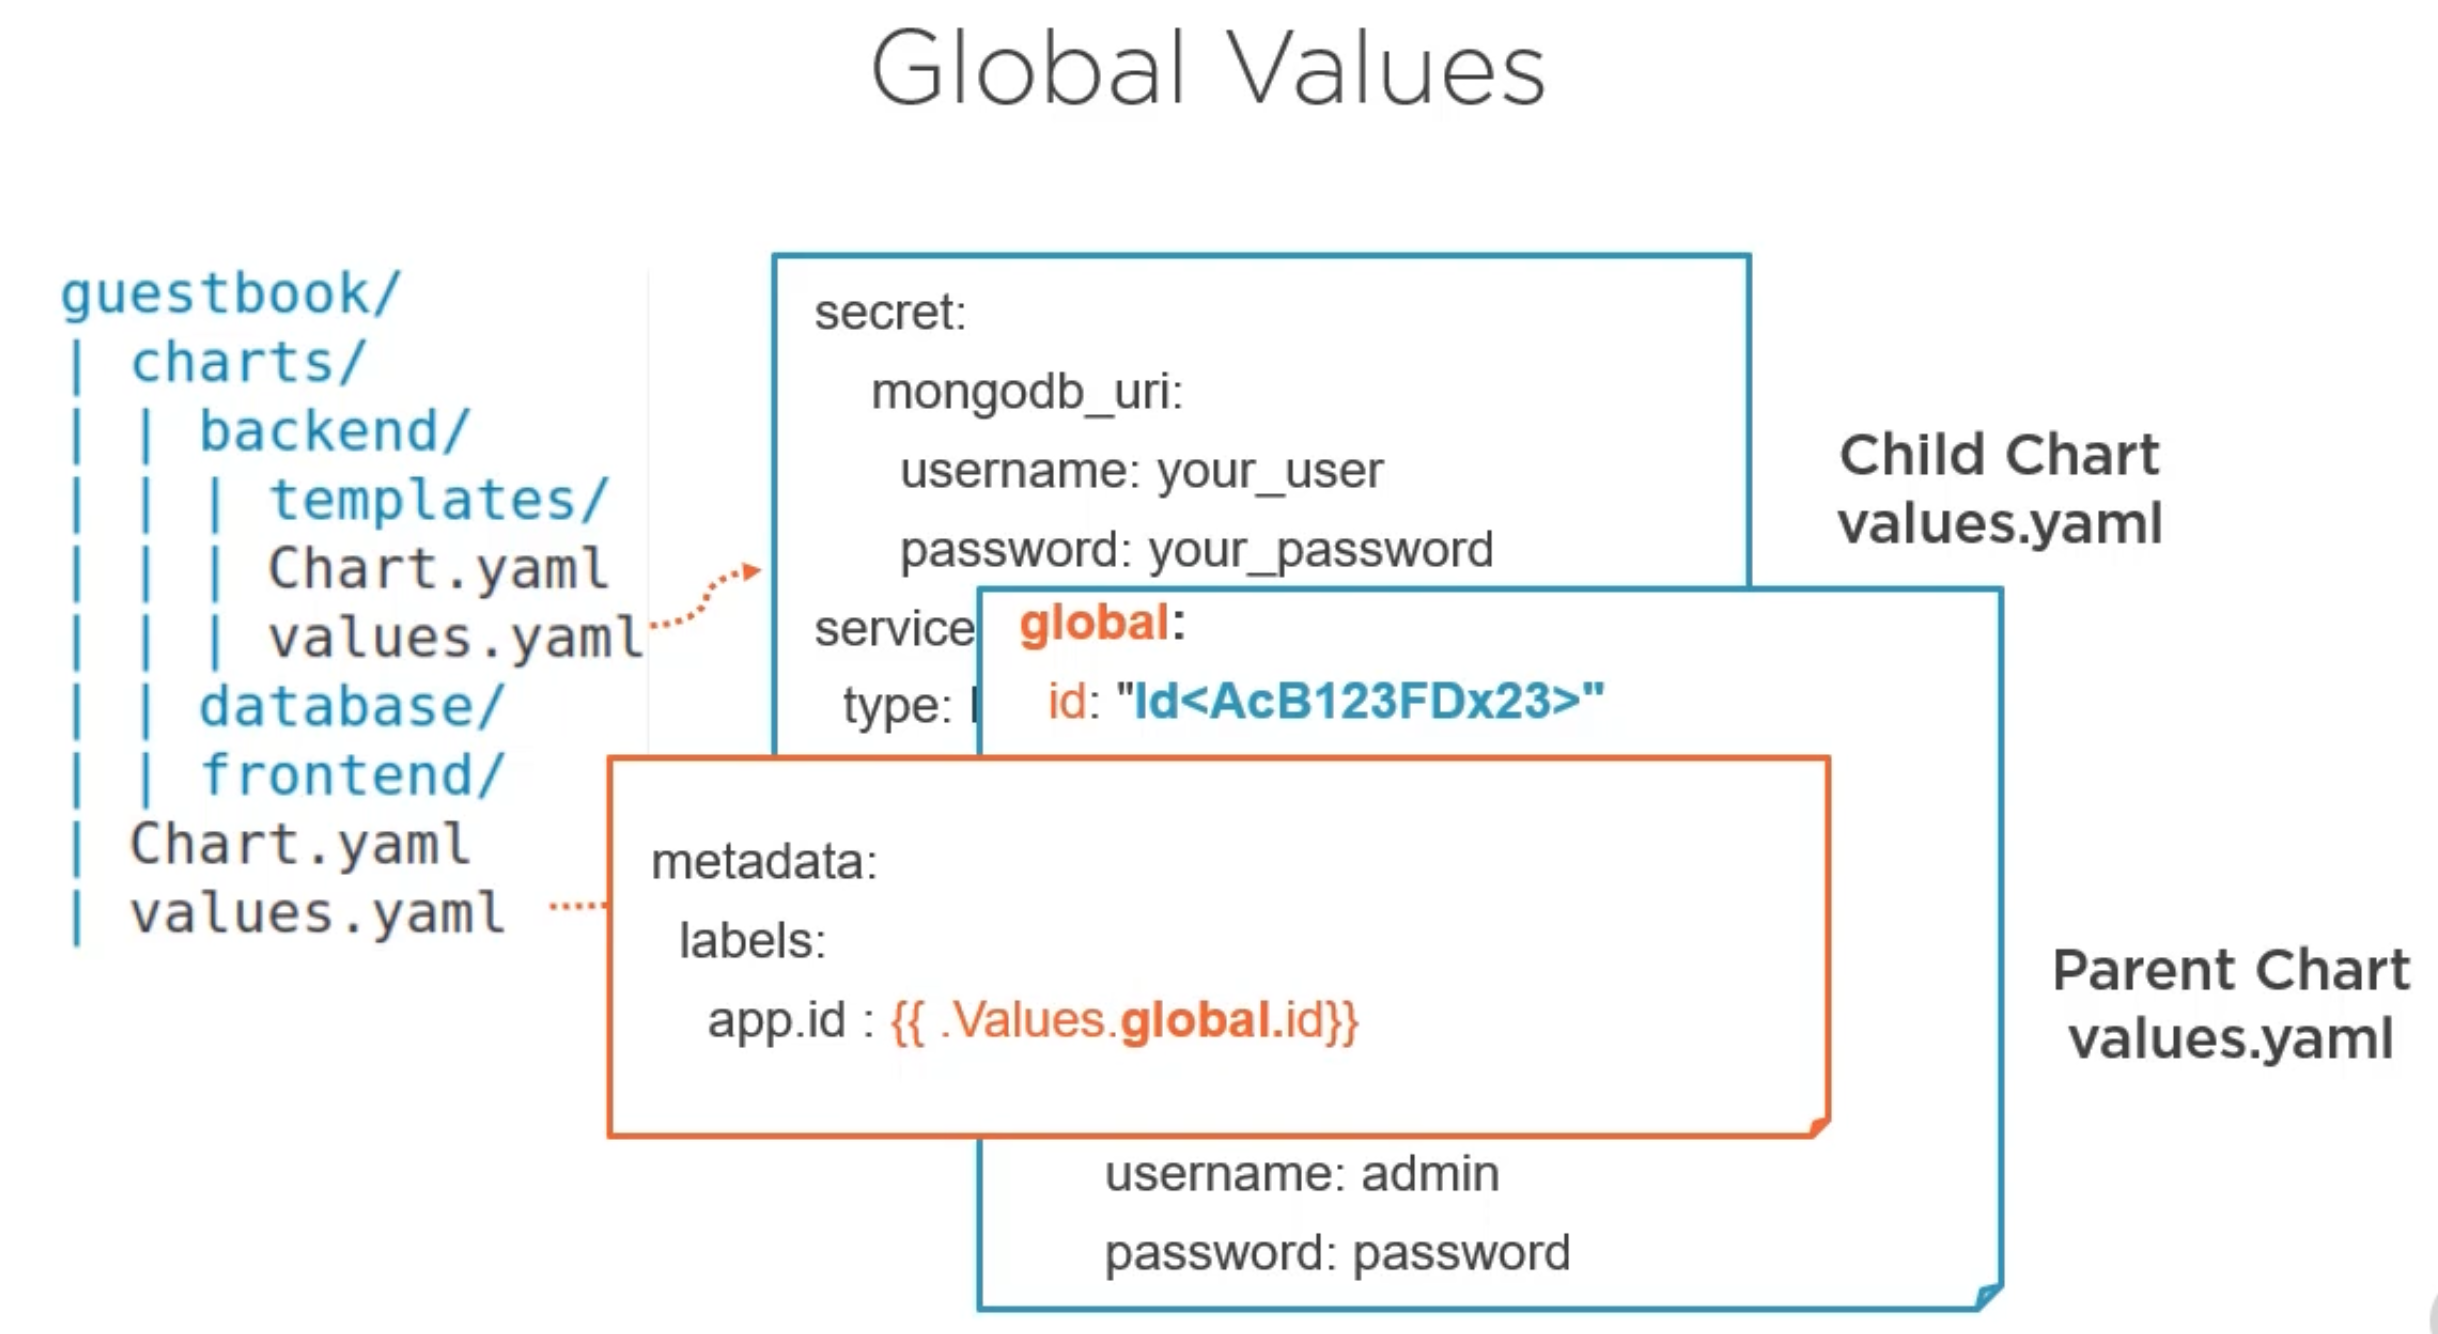 Global Values
guestbook/
| charts/
| | backend/
| | | templates/
| | | Chart.yaml
| | | values.yaml
| | database/
| | frontend/
| Chart.yaml
| values.yaml
secret:
mongodb_uri:
username: your_user
password: your_password
service
type:
Child Chart
values.yaml
global:
id: "Id<AcB123FDx23>"
metadata:
labels:
app.id : {{ .Values.global.id}}
username: admin
password: password
Parent Chart
values.yaml